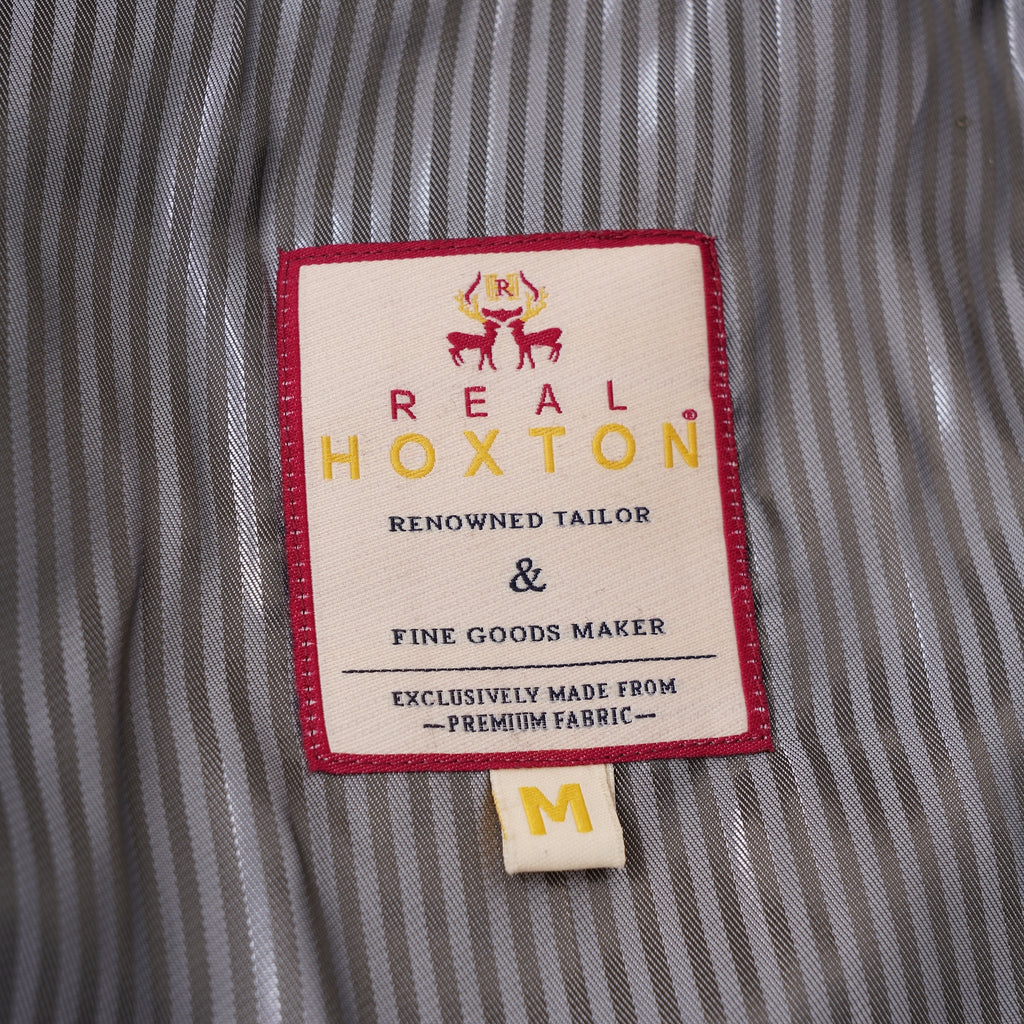 R
REAL
HOXTON®
RENOWNED TAILOR
&
FINE GOODS MAKER
EXCLUSIVELY MADE FROM
—PREMIUM FABRIC—
M